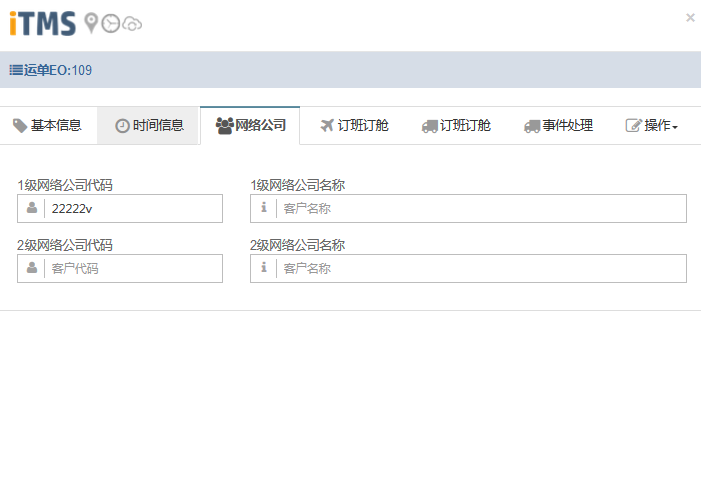 iTMS
×
运单EO:109
基本信息 时间信息 网络公司 订班订舱 订班订舱 事件处理 操作
1级网络公司代码 1级网络公司名称
22222v 客户名称
2级网络公司代码 2级网络公司名称
客户代码 客户名称